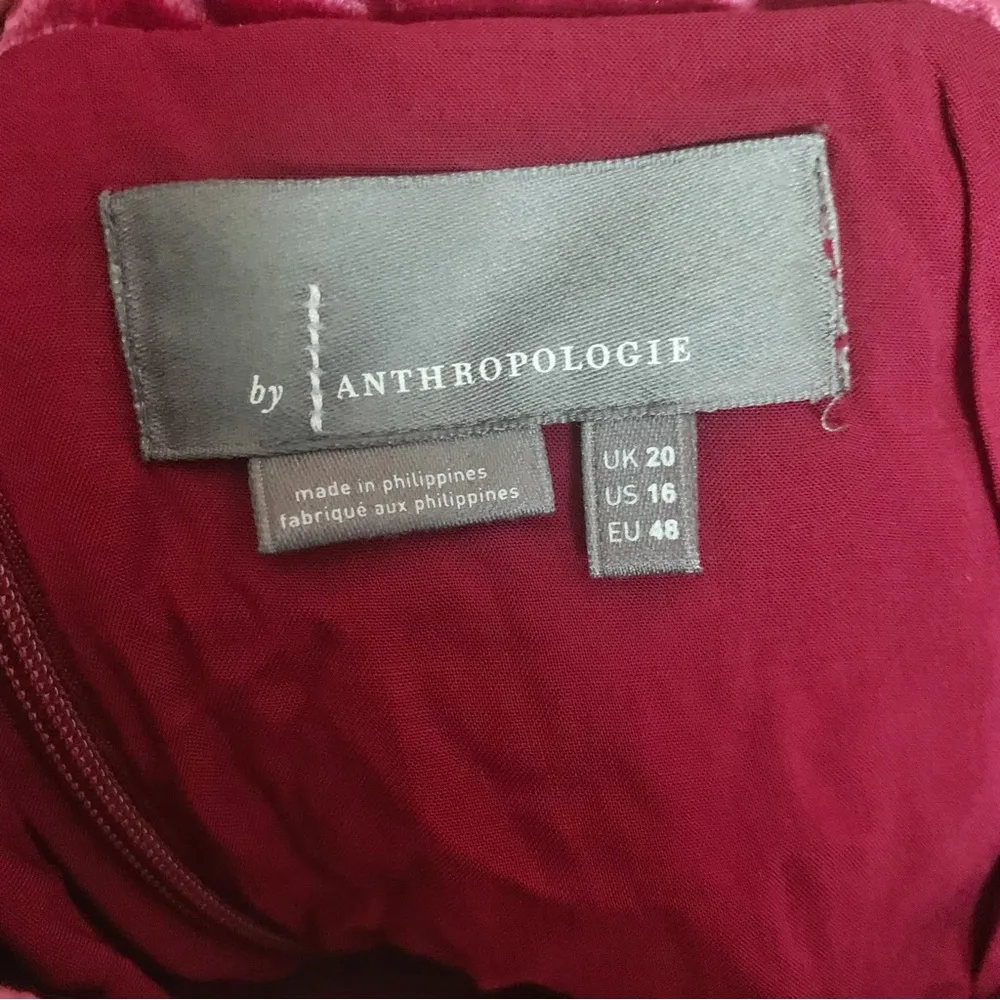 by ANTHROPOLOGIE
made in philippines
fabriqué aux philippines
UK 20
US 16
EU 48